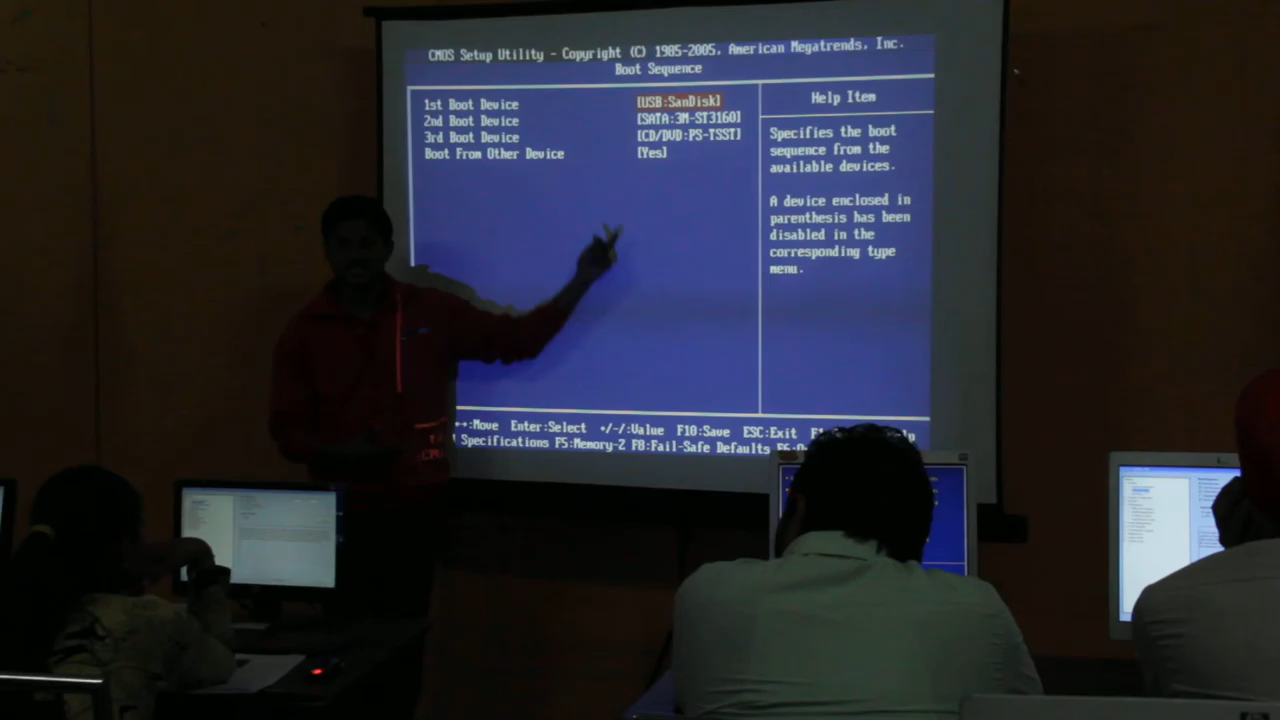 CMOS Setup Utility - Copyright (C) 1985-2005, American Megatrends, Inc.
Boot Sequence
1st Boot Device [USB:SanDisk]
2nd Boot Device [SATA:3M-ST3160]
3rd Boot Device [CD/DVD:PS-TSST]
Boot From Other Device [Yes]
Help Item
Specifies the boot
sequence from the
available devices.
A device enclosed in
parenthesis has been
disabled in the
corresponding type
menu.
:Move Enter:Select +/-/:Value F10:Save ESC:Exit
Specifications F5:Memory-Z F8:Fail-Safe Defaults